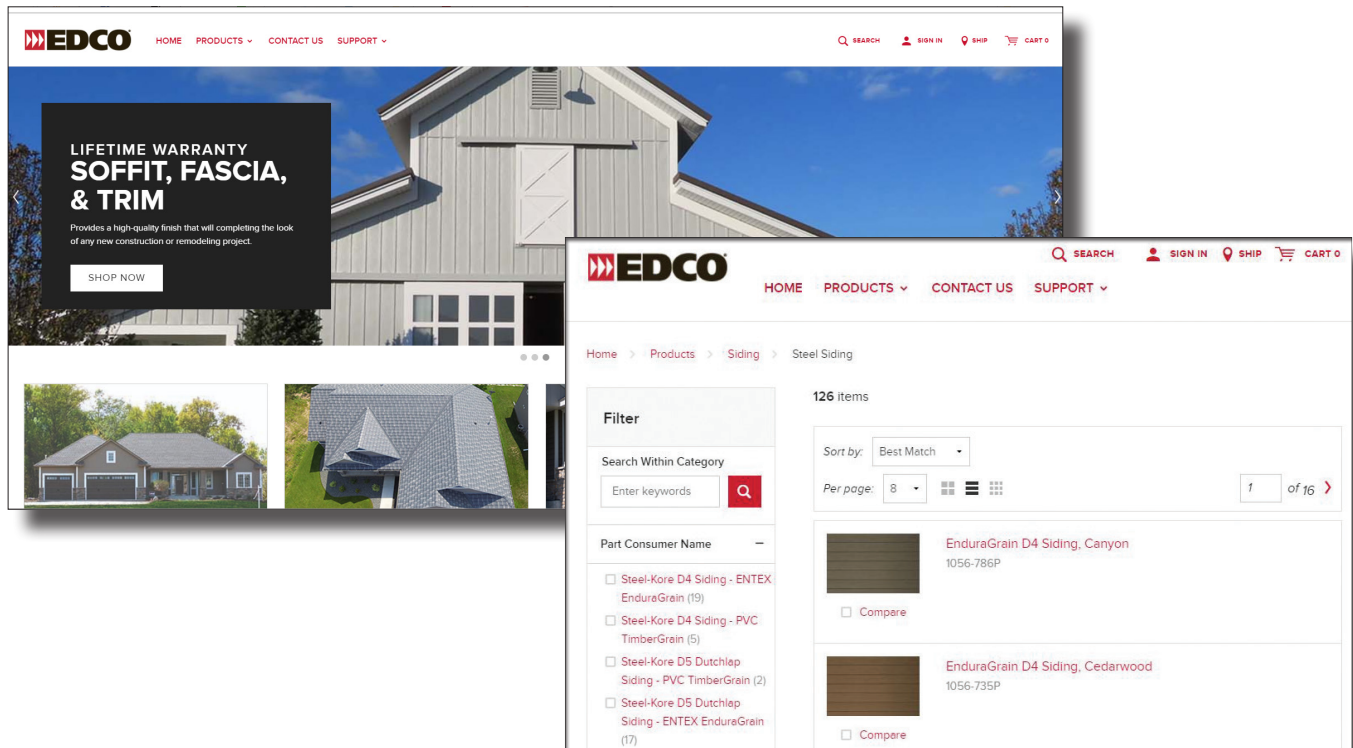 EDCO
HOME PRODUCTS CONTACT US SUPPORT
SEARCH SIGN IN SHIP CART 0
LIFETIME WARRANTY
SOFFIT, FASCIA,
& TRIM
Provides a high-quality finish that will completing the look
of any new construction or remodeling project.
SHOP NOW
EDCO
SEARCH SIGN IN SHIP CART 0
HOME PRODUCTS CONTACT US SUPPORT
Home > Products > Siding > Steel Siding
Filter
Search Within Category
Enter keywords
Part Consumer Name −
Steel-Kore D4 Siding - ENTEX
EnduraGrain (19)
Steel-Kore D4 Siding - PVC
TimberGrain (5)
Steel-Kore D5 Dutchlap
Siding - PVC TimberGrain (2)
Steel-Kore D5 Dutchlap
Siding - ENTEX EnduraGrain
(17)
126 items
Sort by: Best Match
Per page: 8
1 of 16
EnduraGrain D4 Siding, Canyon
1056-786P
Compare
EnduraGrain D4 Siding, Cedarwood
1056-735P
Compare